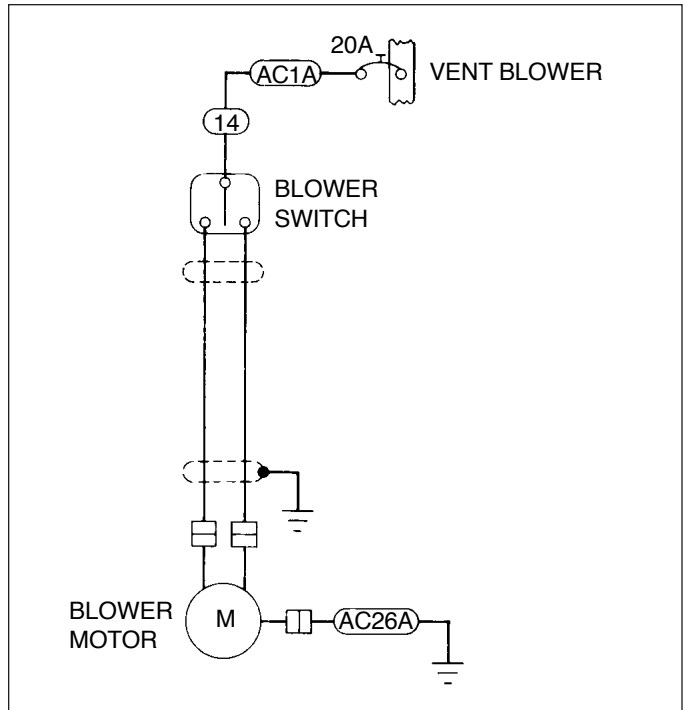 20A
AC1A
VENT BLOWER
14
BLOWER
SWITCH
BLOWER
MOTOR
M
AC26A